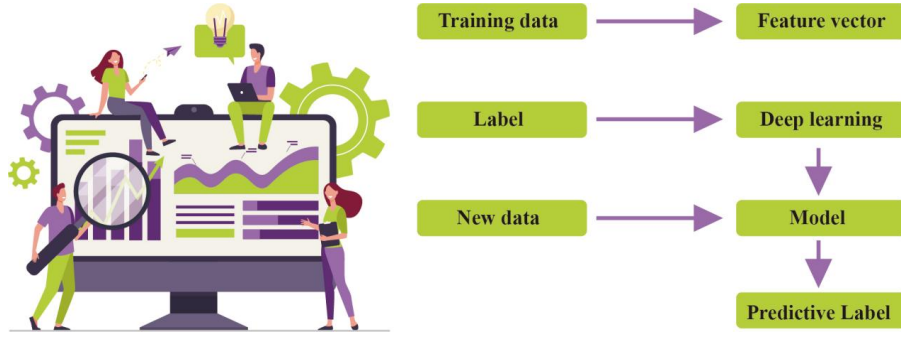 Training data
Feature vector
Label
Deep learning
New data
Model
Predictive Label